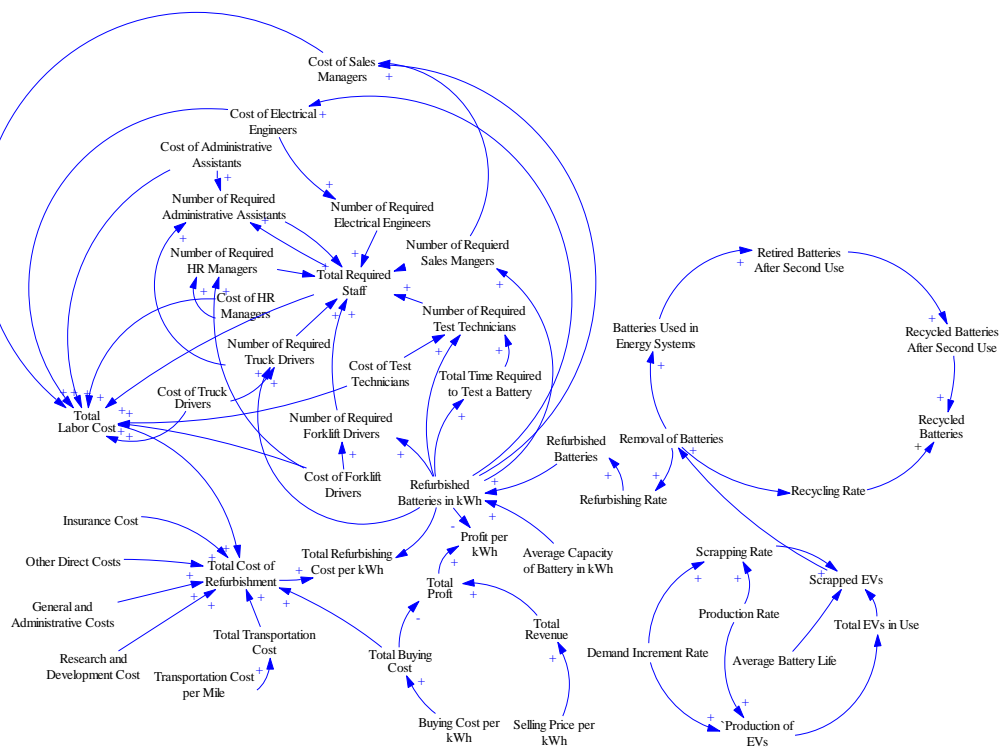 Cost of Sales
Managers
Cost of Electrical
Engineers
Cost of Administrative
Assistants
Number of Required
Administrative Assistants
Number of Required
Electrical Engineers
Number of Required
HR Managers
Total Required
Staff
Number of Requierd
Sales Mangers
Cost of HR
Managers
Number of Required
Test Technicians
Number of Required
Truck Drivers
Cost of Test
Technicians
Total Time Required
to Test a Battery
Cost of Truck
Drivers
Total
Labor Cost
Number of Required
Forklift Drivers
Cost of Forklift
Drivers
Refurbished
Batteries in kWh
Refurbished
Batteries
Refurbishing Rate
Removal of Batteries
Batteries Used in
Energy Systems
Retired Batteries
After Second Use
Recycled Batteries
After Second Use
Recycled
Batteries
Recycling Rate
Insurance Cost
Other Direct Costs
General and
Administrative Costs
Research and
Development Cost
Total Cost of
Refurbishment
Total Transportation
Cost
Transportation Cost
per Mile
Total Refurbishing
Cost per kWh
Profit per
kWh
Average Capacity
of Battery in kWh
Total
Proft
Total
Revenue
Total Buying
Cost
Buying Cost per
kWh
Selling Price per
kWh
Scrapping Rate
Scrapped EVs
Production Rate
Total EVs in Use
Demand Increment Rate
Average Battery Life
`Production of
EVs